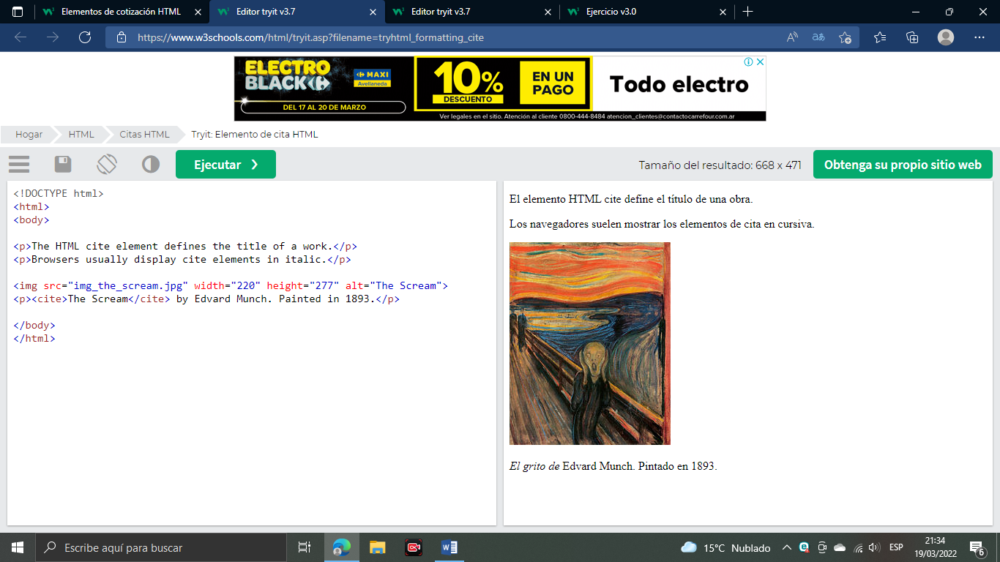 Elementos de cotización HTML
Editor tryit v3.7
Editor tryit v3.7
Ejercicio v3.0
https://www.w3schools.com/html/tryit.asp?filename=tryhtml_formatting_cite
ELECTRO
BLACK
MAXI
Avellaneda
DEL 17 AL 20 DE MARZO
10%
DESCUENTO
EN UN
PAGO
Todo electro
Ver legales en el sitio. Atención al cliente 0800-444-8484 atencion_clientes@contactocarrefour.com.ar
Hogar HTML Citas HTML Tryit: Elemento de cita HTML
Ejecutar ❯
Tamaño del resultado: 668 x 471
Obtenga su propio sitio web
<!DOCTYPE html>
<html>
<body>
<p>The HTML cite element defines the title of a work.</p>
<p>Browsers usually display cite elements in italic.</p>
<img src="img_the_scream.jpg" width="220" height="277" alt="The Scream">
<p><cite>The Scream</cite> by Edvard Munch. Painted in 1893.</p>
</body>
</html>
El elemento HTML cite define el título de una obra.
Los navegadores suelen mostrar los elementos de cita en cursiva.
El grito de Edvard Munch. Pintado en 1893.
Escribe aquí para buscar
15°C Nublado
ESP
21:34
19/03/2022
6